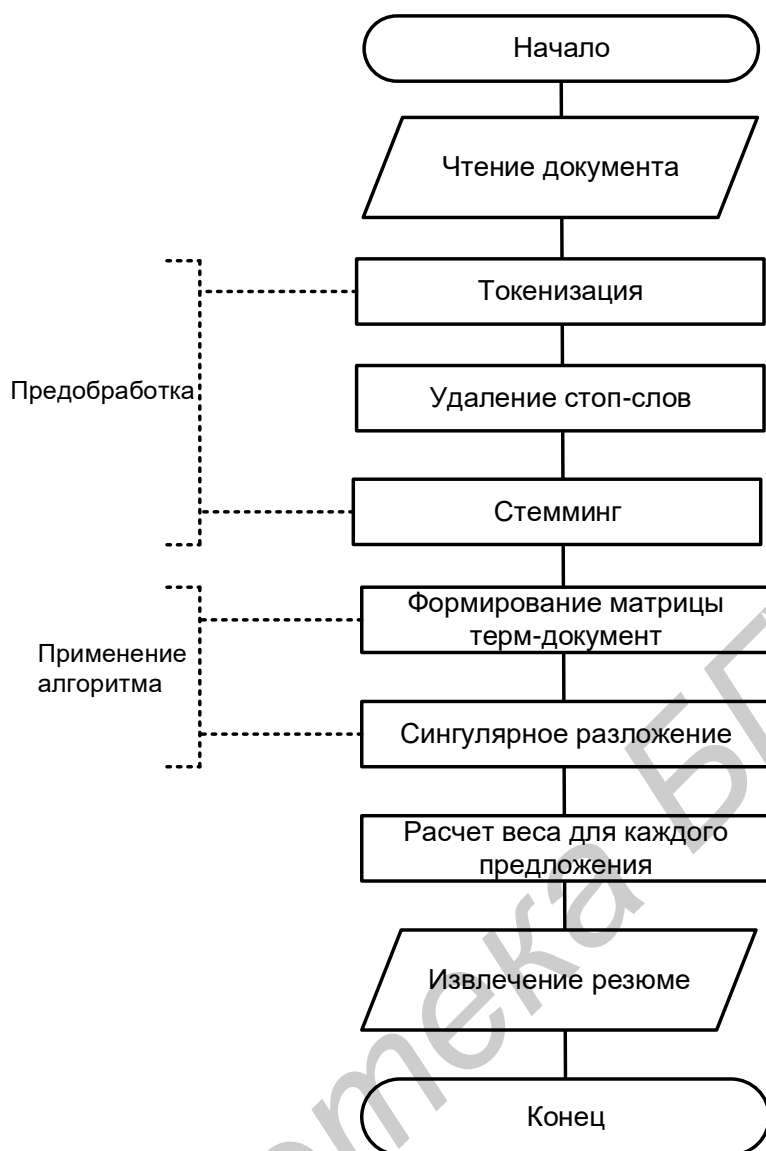 Начало
Чтение документа
Токенизация
Предобработка
Удаление стоп-слов
Стемминг
Формирование матрицы
терм-документ
Применение
алгоритма
Сингулярное разложение
Расчет веса для каждого
предложения
Извлечение резюме
Конец